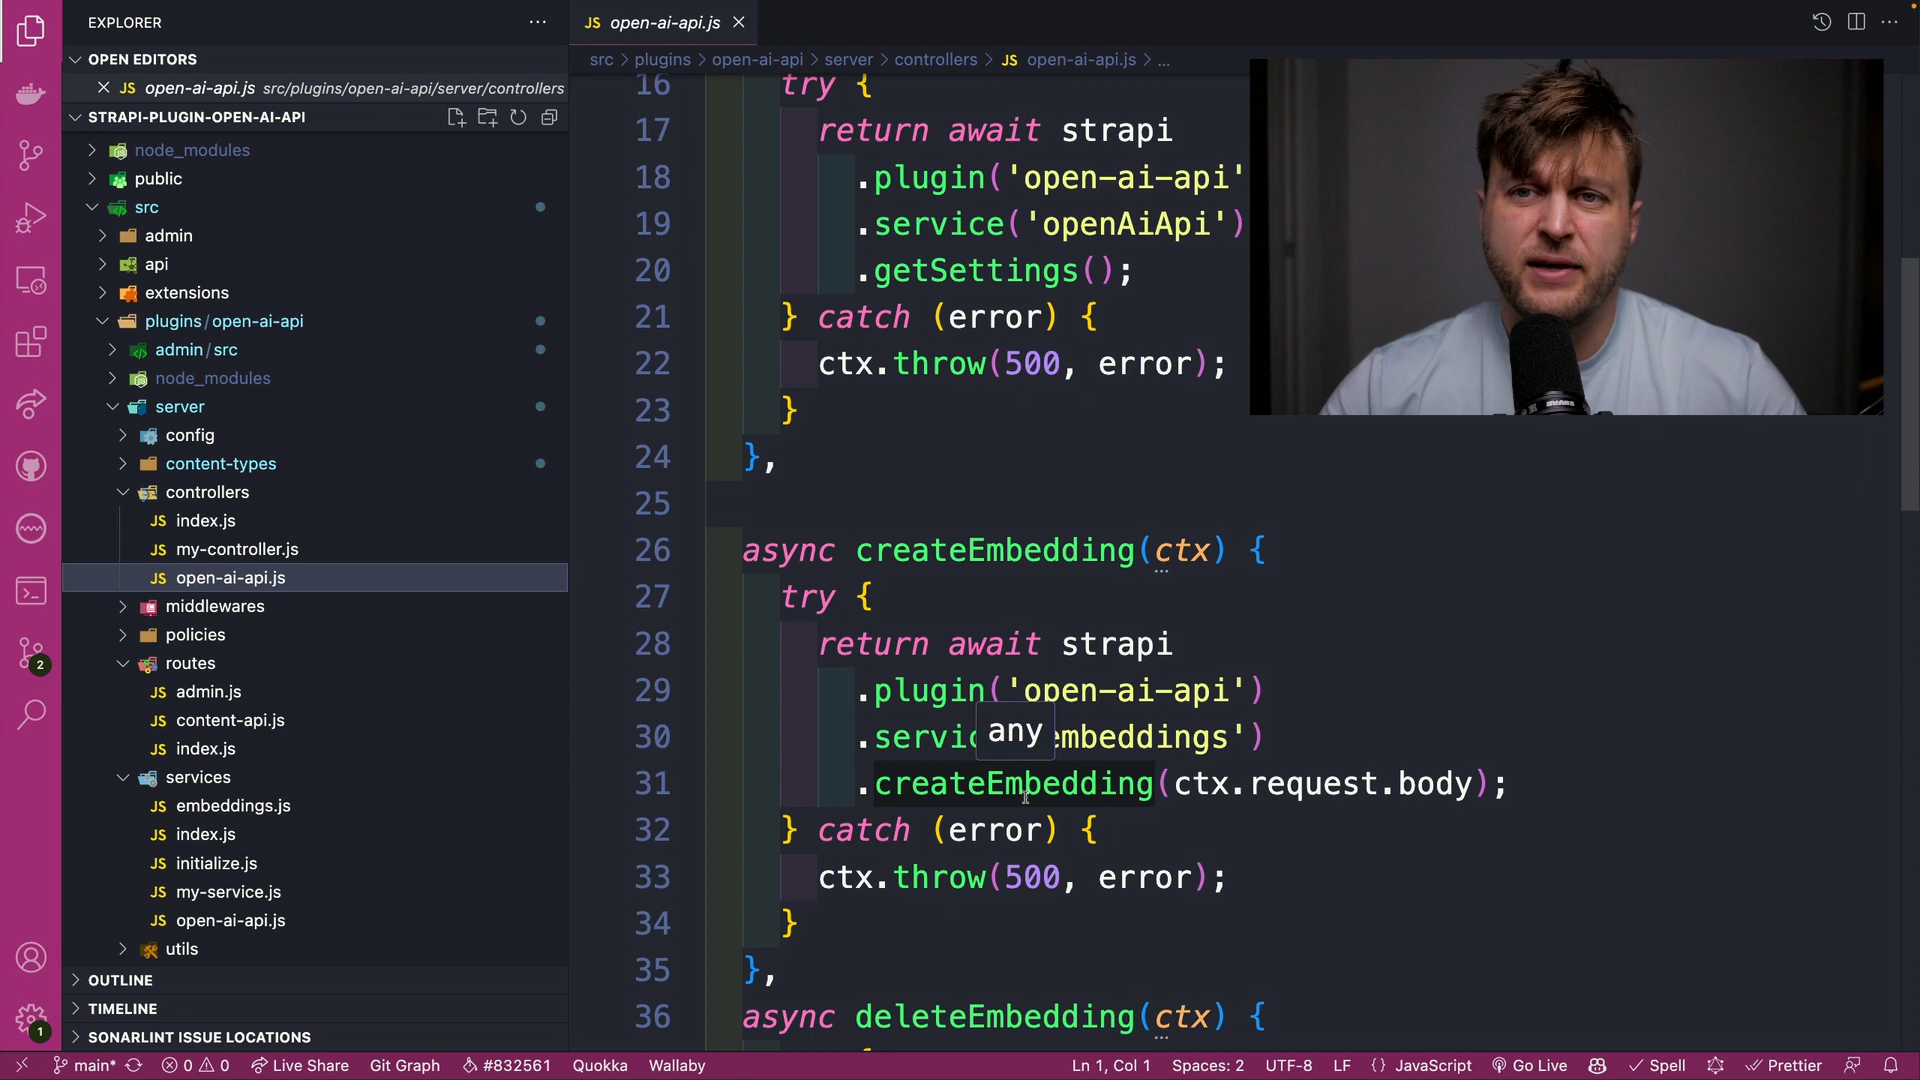 EXPLORER
OPEN EDITORS
JS open-ai-api.js src/plugins/open-ai-api/server/controllers
STRAPI-PLUGIN-OPEN-AI-API
node_modules
public
src
admin
api
extensions
plugins/open-ai-api
admin/src
node_modules
server
config
content-types
controllers
JS index.js
JS my-controller.js
JS open-ai-api.js
middlewares
policies
routes
JS admin.js
JS content-api.js
JS index.js
services
JS embeddings.js
JS index.js
JS initialize.js
JS my-service.js
JS open-ai-api.js
utils
OUTLINE
TIMELINE
SONARLINT ISSUE LOCATIONS
2
1
JS open-ai-api.js
src > plugins > open-ai-api > server > controllers > JS open-ai-api.js > ...
16 try {
17 return await strapi
18 .plugin('open-ai-api'
19 .service('openAiApi')
20 .getSettings();
21 } catch (error) {
22 ctx.throw(500, error);
23 }
24 },
25
26 async createEmbedding(ctx) {
27 try {
28 return await strapi
29 .plugin('open-ai-api')
30 .servic any embeddings')
31 .createEmbedding(ctx.request.body);
32 } catch (error) {
33 ctx.throw(500, error);
34 }
35 },
36 async deleteEmbedding(ctx) {
main* 0 0 Live Share Git Graph #832561 Quokka Wallaby Ln 1, Col 1 Spaces: 2 UTF-8 LF {} JavaScript Go Live Spell Prettier